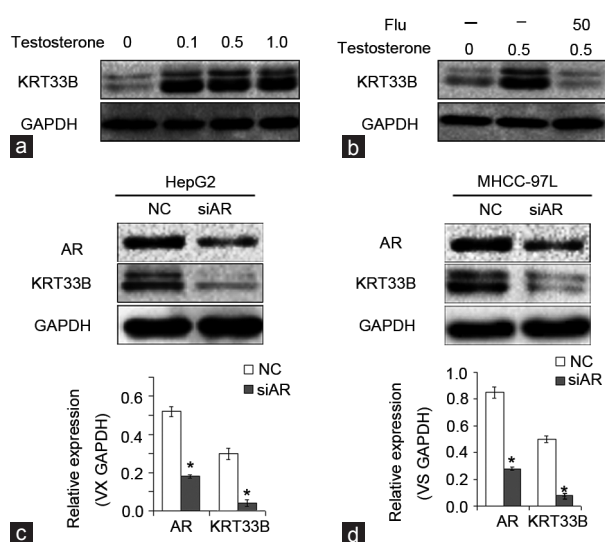 Testosterone 0 0.1 0.5 1.0
KRT33B
GAPDH
a
Flu – – 50
Testosterone 0 0.5 0.5
KRT33B
GAPDH
b
HepG2
NC siAR
AR
KRT33B
GAPDH
NC
siAR
Relative expression
(VX GAPDH)
0.6
0.2
0.0
*
*
AR KRT33B
c
MHCC-97L
NC siAR
AR
KRT33B
GAPDH
NC
siAR
Relative expression
(VS GAPDH)
1.0
0.8
0.6
0.4
0.2
0.0
*
*
AR KRT33B
d